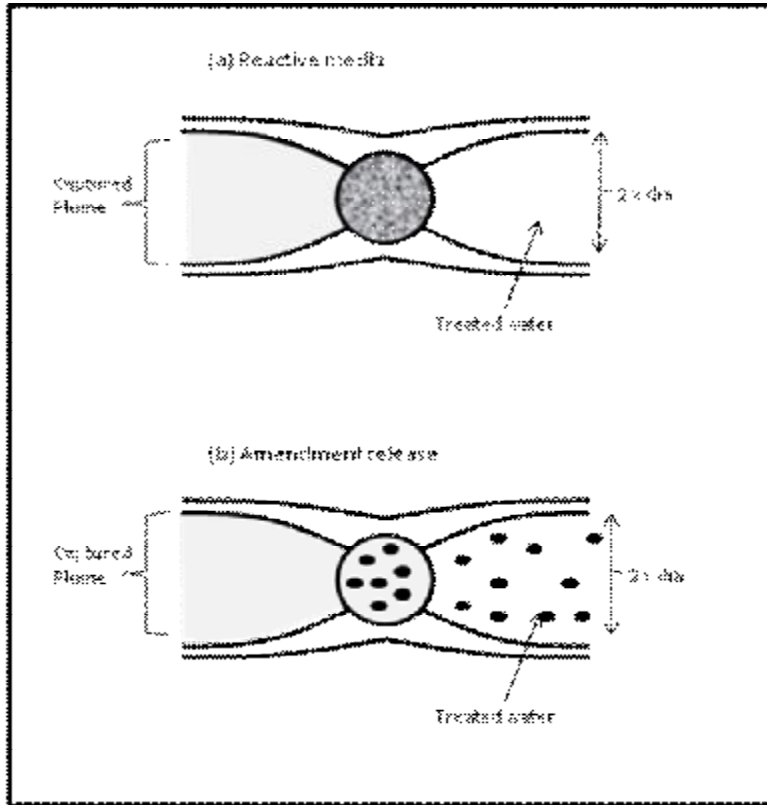 (a) Reactive media
Captured
Plume
2 x dia
Treated water
(b) Amendment release
Captured
Plume
2 x dia
Treated water